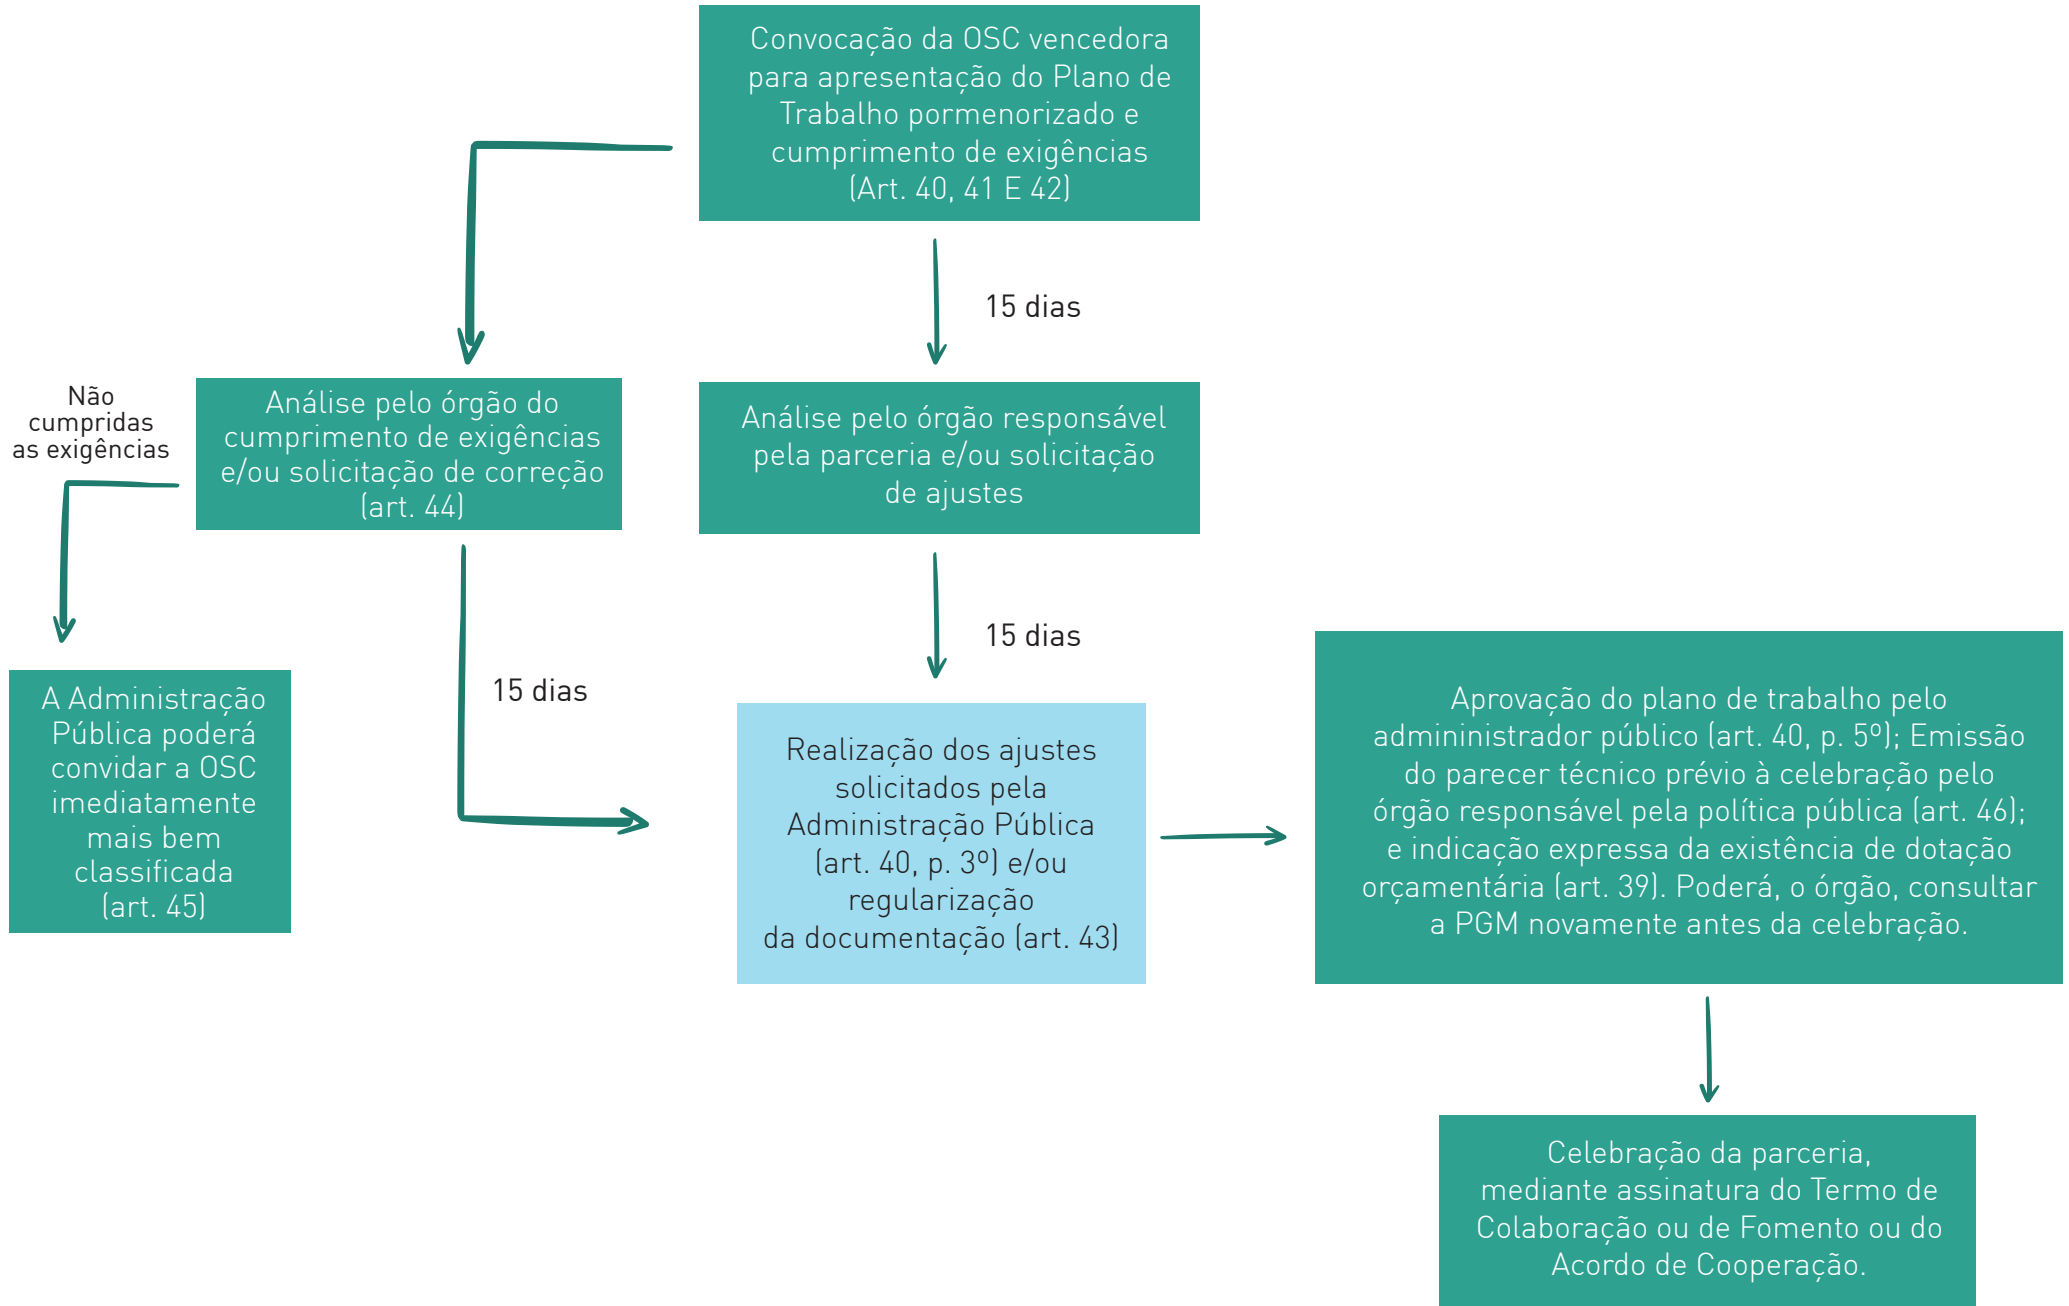 Convocação da OSC vencedora
para apresentação do Plano de
Trabalho pormenorizado e
cumprimento de exigências
(Art. 40, 41 E 42)
15 dias
Não
cumpridas
as exigências
Análise pelo órgão do
cumprimento de exigências
e/ou solicitação de correção
(art. 44)
Análise pelo órgão responsável
pela parceria e/ou solicitação
de ajustes
15 dias
15 dias
A Administração
Pública poderá
convidar a OSC
imediatamente
mais bem
classificada
(art. 45)
Realização dos ajustes
solicitados pela
Administração Pública
(art. 40, p. 3º) e/ou
regularização
da documentação (art. 43)
Aprovação do plano de trabalho pelo
admininistrador público (art. 40, p. 5º); Emissão
do parecer técnico prévio à celebração pelo
órgão responsável pela política pública (art. 46);
e indicação expressa da existência de dotação
orçamentária (art. 39). Poderá, o órgão, consultar
a PGM novamente antes da celebração.
Celebração da parceria,
mediante assinatura do Termo de
Colaboração ou de Fomento ou do
Acordo de Cooperação.